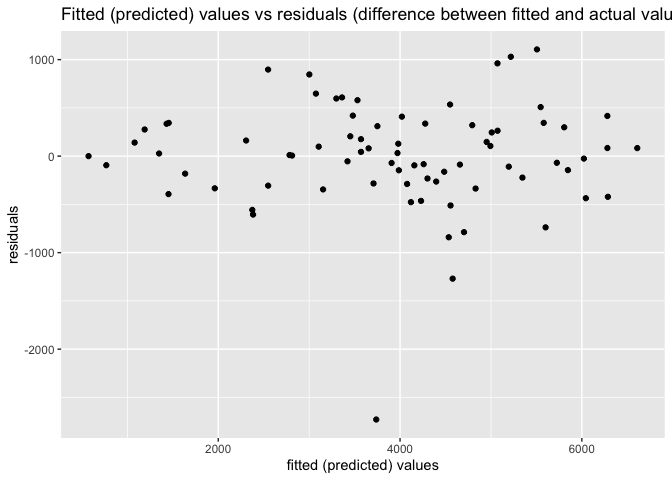 Fitted (predicted) values vs residuals (difference between fitted and actual valu
1000
0
-1000
-2000
residuals
2000
4000
6000
fitted (predicted) values